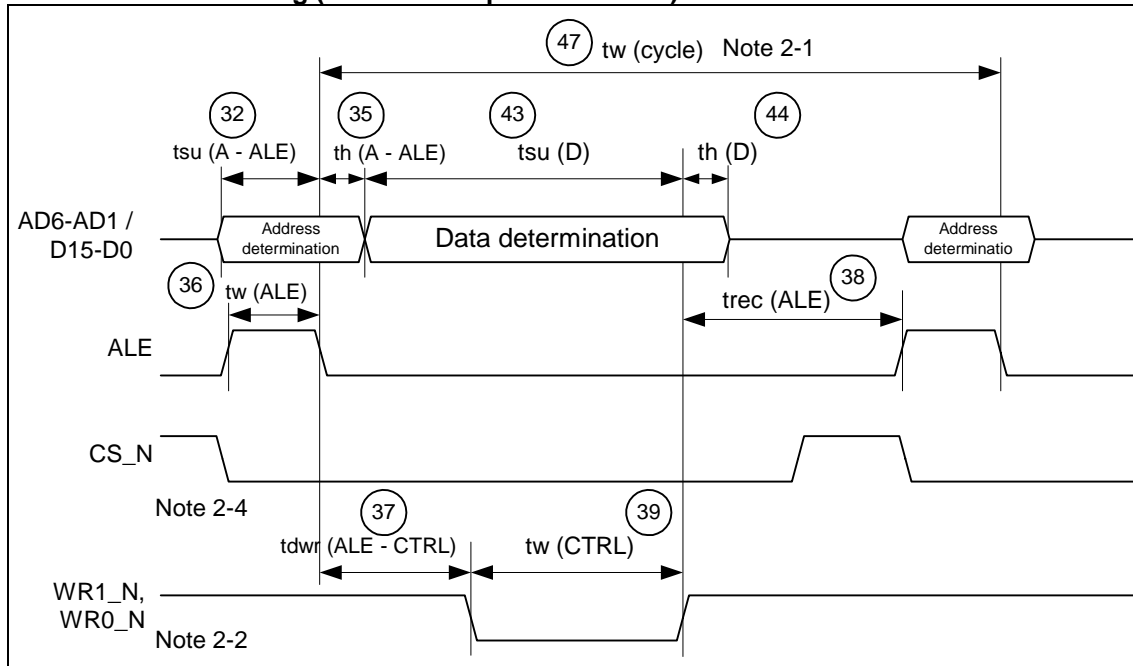 47 tw (cycle) Note 2-1
32 35 43 44
tsu (A - ALE) th (A - ALE) tsu (D) th (D)
AD6-AD1 /
D15-D0
Address
determination
Data determination
Address
determinatio
36 tw (ALE)
38
trec (ALE)
ALE
CS_N
Note 2-4
37 39
tdwr (ALE - CTRL) tw (CTRL)
WR1_N,
WR0_N
Note 2-2